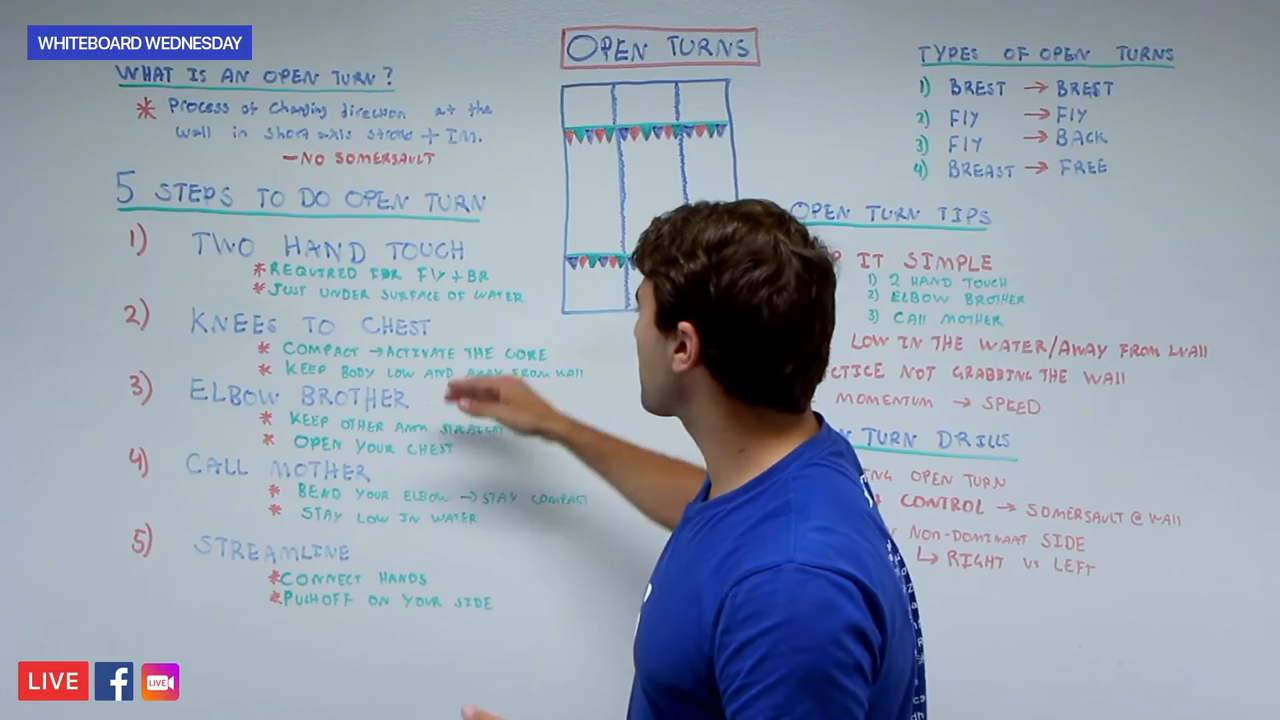 WHITEBOARD WEDNESDAY
WHAT IS AN OPEN TURN?
* Process of changing direction at the
wall in short axis stroke + IM.
- NO SOMERSAULT
5 STEPS TO DO OPEN TURN
1) TWO HAND TOUCH
* REQUIRED FOR FLY + BR
* JUST UNDER SURFACE OF WATER
2) KNEES TO CHEST
* COMPACT → ACTIVATE THE CORE
* KEEP BODY LOW AND AWAY FROM WALL
3) ELBOW BROTHER
* KEEP OTHER ARM STRAIGHT
* OPEN YOUR CHEST
4) CALL MOTHER
* BEND YOUR ELBOW → STAY COMPACT
* STAY LOW IN WATER
5) STREAMLINE
* CONNECT HANDS
* PUSHOFF ON YOUR SIDE
OPEN TURNS
TYPES OF OPEN TURNS
1) BREST → BREST
2) FLY → FLY
3) FLY → BACK
4) BREAST → FREE
OPEN TURN TIPS
IT SIMPLE
1) 2 HAND TOUCH
2) ELBOW BROTHER
3) CALL MOTHER
LOW IN THE WATER/AWAY FROM WALL
CTICE NOT GRABBING THE WALL
MOMENTUM → SPEED
TURN DRILLS
ING OPEN TURN
CONTROL → SOMERSAULT @ WALL
NON-DOMINANT SIDE
↳ RIGHT VS LEFT
LIVE
LIVE